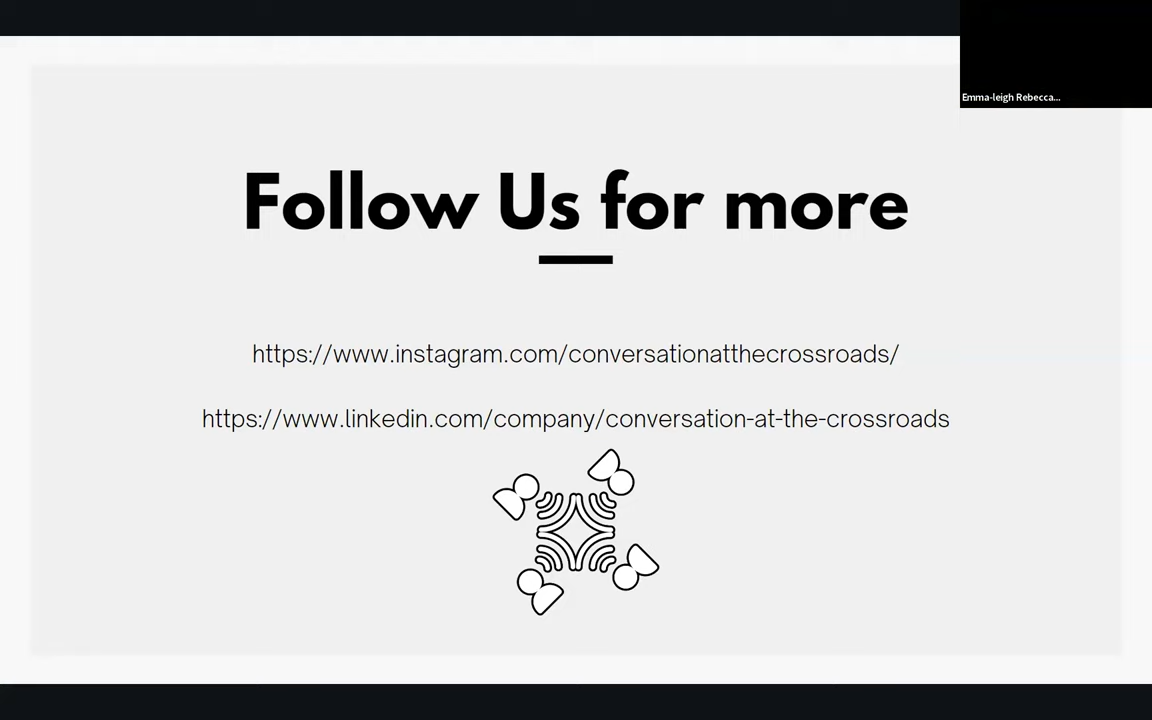 Emma-leigh Rebecca...
Follow Us for more
https://www.instagram.com/conversationatthecrossroads/
https://www.linkedin.com/company/conversation-at-the-crossroads